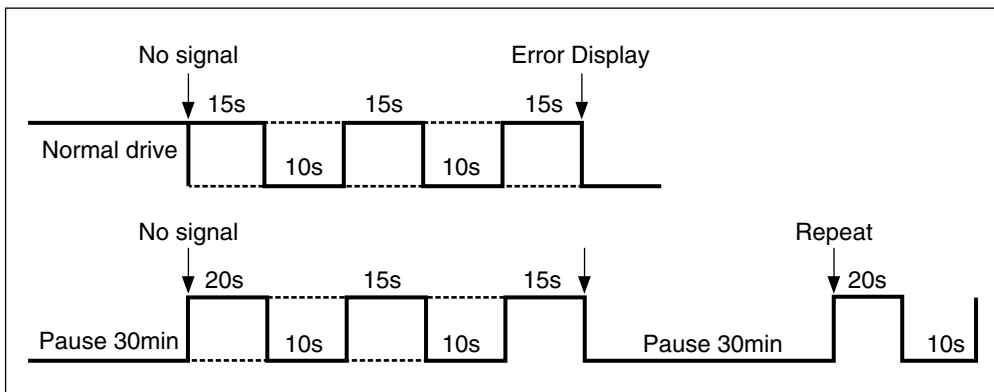 No signal Error Display
15s 15s 15s
Normal drive
10s 10s
No signal Repeat
20s 15s 15s 20s
Pause 30min 10s 10s Pause 30min 10s